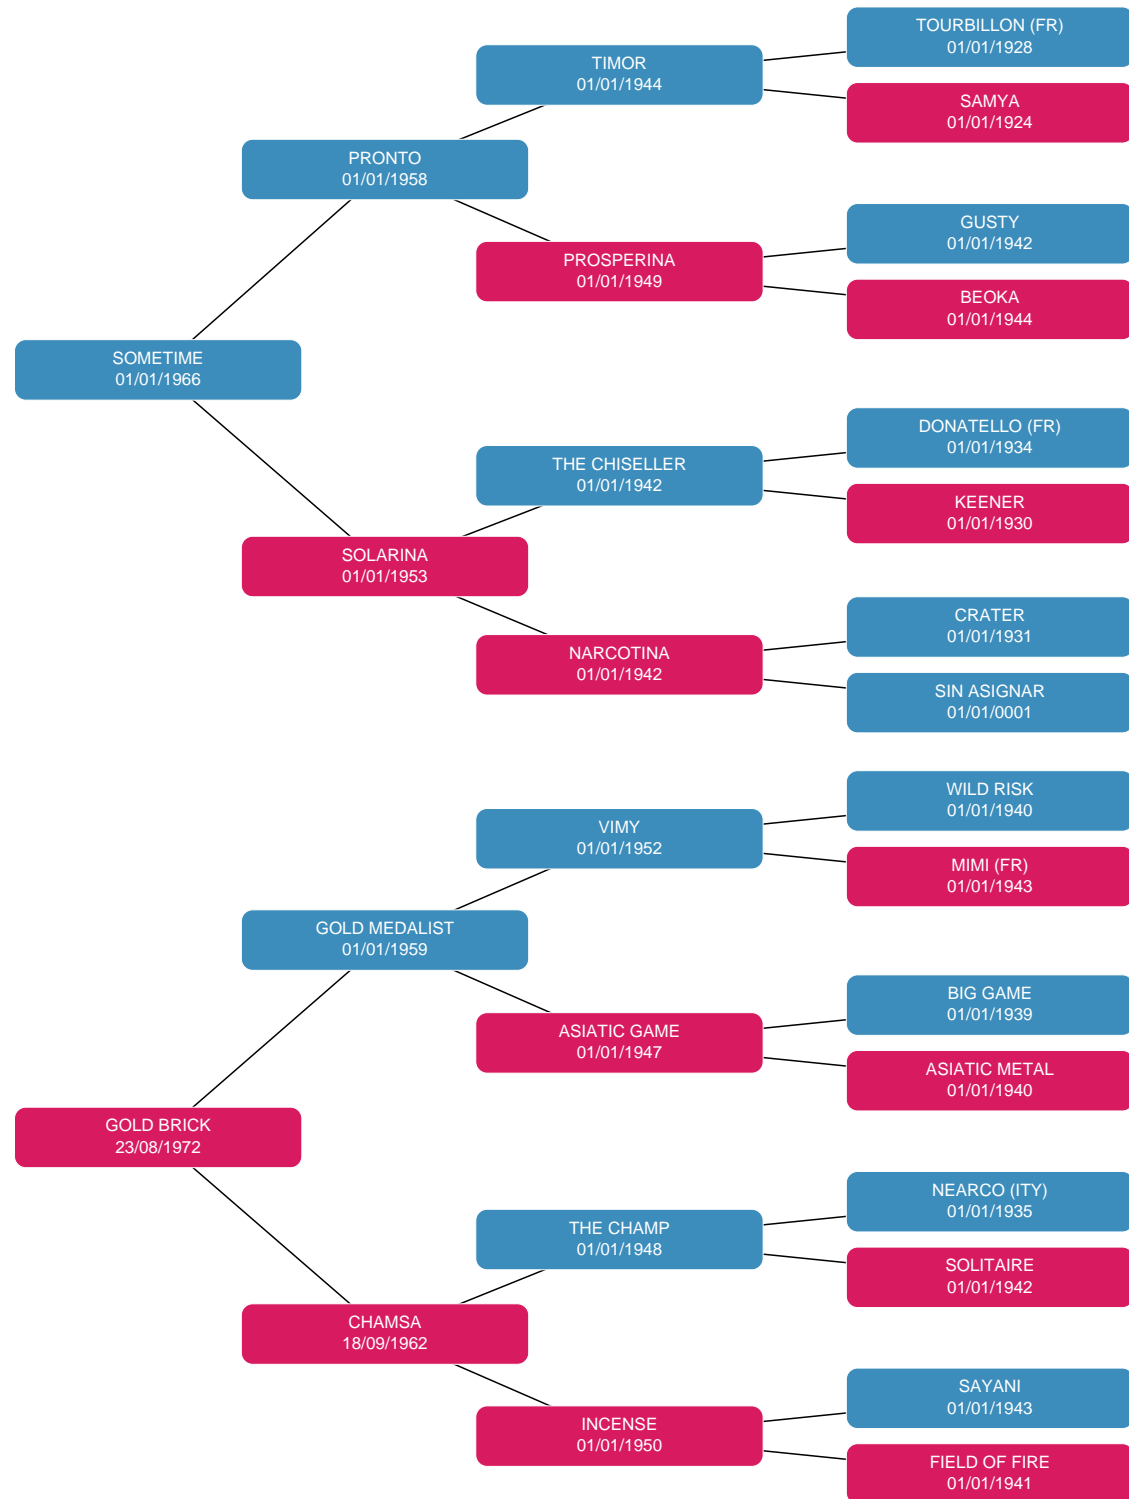 TOURBILLON (FR)
01/01/1928
TIMOR
01/01/1944
SAMYA
01/01/1924
PRONTO
01/01/1958
GUSTY
01/01/1942
PROSPERINA
01/01/1949
BEOKA
01/01/1944
SOMETIME
01/01/1966
DONATELLO (FR)
01/01/1934
THE CHISELLER
01/01/1942
KEENER
01/01/1930
SOLARINA
01/01/1953
CRATER
01/01/1931
NARCOTINA
01/01/1942
SIN ASIGNAR
01/01/0001
WILD RISK
01/01/1940
VIMY
01/01/1952
MIMI (FR)
01/01/1943
GOLD MEDALIST
01/01/1959
BIG GAME
01/01/1939
ASIATIC GAME
01/01/1947
ASIATIC METAL
01/01/1940
GOLD BRICK
23/08/1972
NEARCO (ITY)
01/01/1935
THE CHAMP
01/01/1948
SOLITAIRE
01/01/1942
CHAMSA
18/09/1962
SAYANI
01/01/1943
INCENSE
01/01/1950
FIELD OF FIRE
01/01/1941